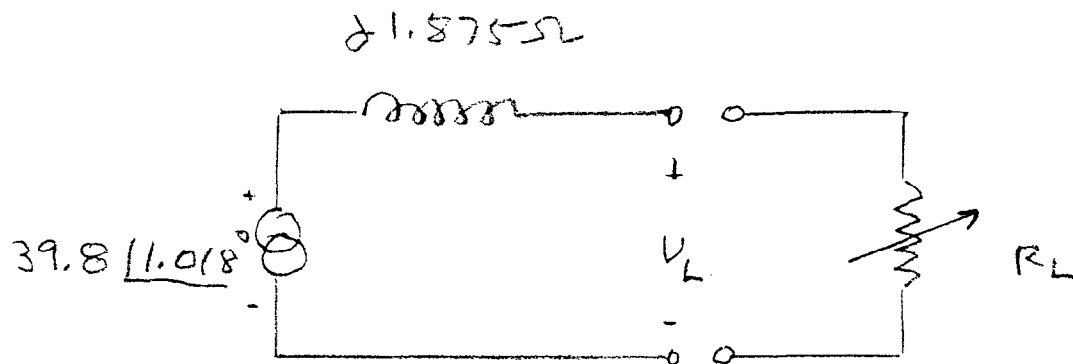 j1.875Ω
+
39.8 ∠1.018°
-
+
V_L
-
R_L